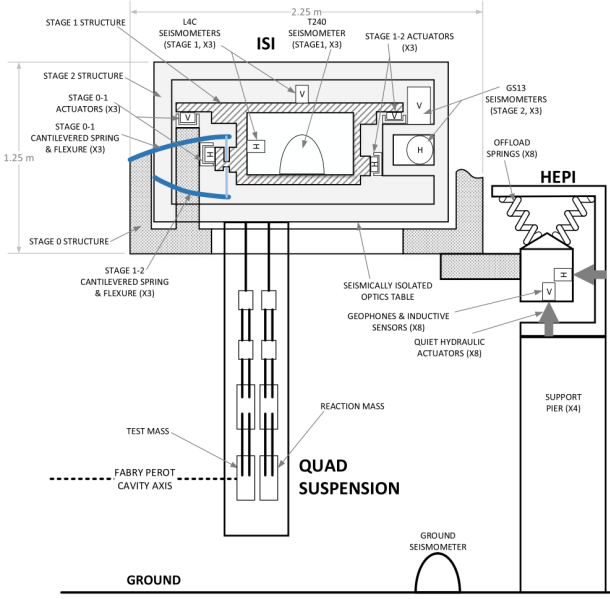 2.25 m
STAGE 1 STRUCTURE
L4C
SEISMOMETERS
(STAGE 1, X3)
ISI
T240
SEISMOMETER
(STAGE1, X3)
STAGE 1-2 ACTUATORS
(X3)
STAGE 2 STRUCTURE
STAGE 0-1
ACTUATORS (X3)
STAGE 0-1
CANTILEVERED SPRING
& FLEXURE (X3)
GS13
SEISMOMETERS
(STAGE 2, X3)
V
V
V
V
H
H
H
H
1.25 m
OFFLOAD
SPRINGS (X8)
HEPI
STAGE 0 STRUCTURE
STAGE 1-2
CANTILEVERED SPRING
& FLEXURE (X3)
SEISMICALLY ISOLATED
OPTICS TABLE
GEOPHONES & INDUCTIVE
SENSORS (X8)
QUIET HYDRAULIC
ACTUATORS (X8)
H
V
SUPPORT
PIER (X4)
TEST MASS
REACTION MASS
FABRY PEROT
CAVITY AXIS
QUAD
SUSPENSION
GROUND
SEISMOMETER
GROUND